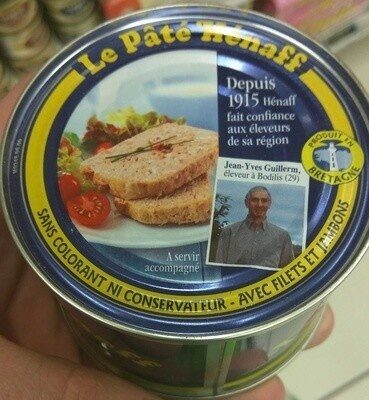 Le Pâté Hénaff
Depuis
1915 Hénaff
fait confiance
aux éleveurs
de sa région
PRODUIT EN
BRETAGNE
Jean-Yves Guillerm,
éleveur à Bodilis (29)
A servir
accompagné
SANS COLORANT NI CONSERVATEUR - AVEC FILETS ET JAMBONS